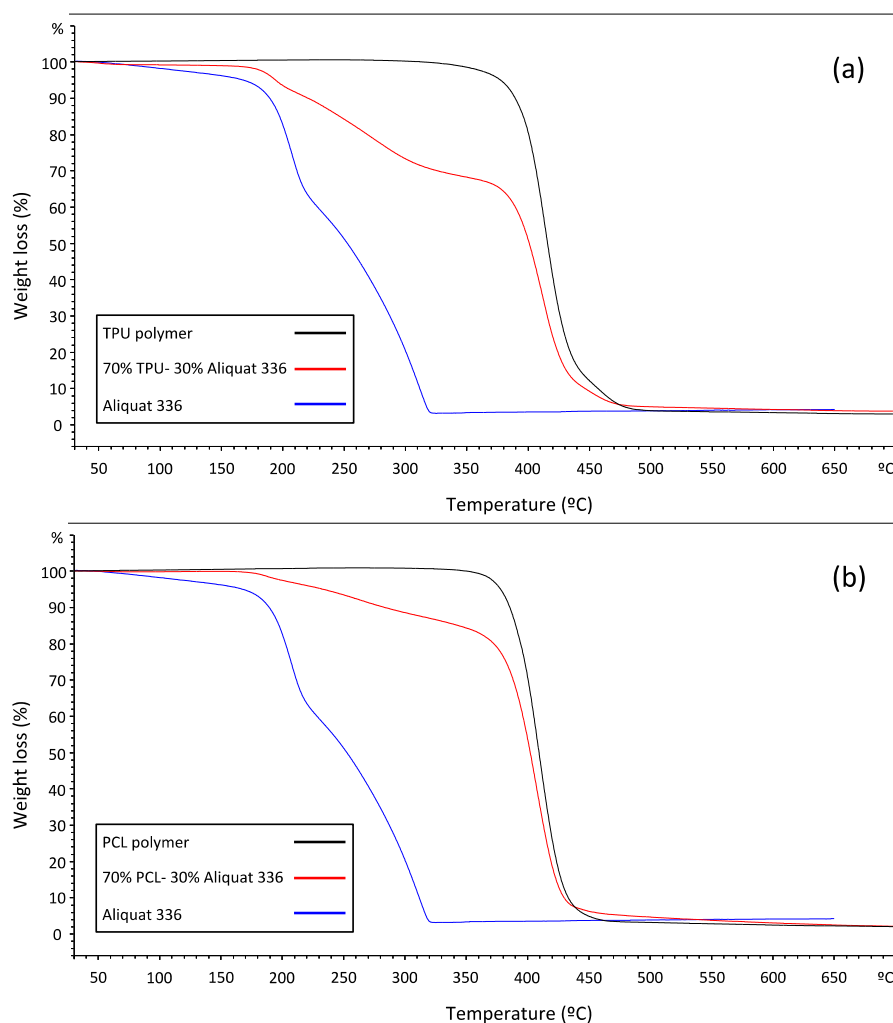 %
(a)
100
90
80
70
60
50
40
30
20
10
0
Weight loss (%)
TPU polymer
70% TPU- 30% Aliquat 336
Aliquat 336
50 100 150 200 250 300 350 400 450 500 550 600 650 ºC
Temperature (ºC)
%
(b)
100
90
80
70
60
50
40
30
20
10
0
Weight loss (%)
PCL polymer
70% PCL- 30% Aliquat 336
Aliquat 336
50 100 150 200 250 300 350 400 450 500 550 600 650 ºC
Temperature (ºC)